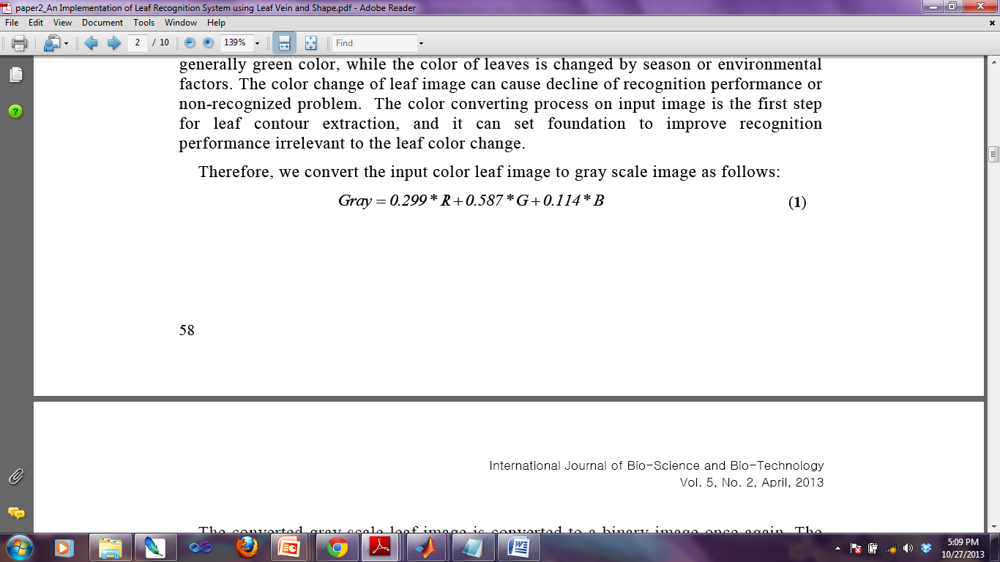 paper2_An Implementation of Leaf Recognition System using Leaf Vein and Shape.pdf - Adobe Reader
File Edit View Document Tools Window Help
2 / 10 139% Find
generally green color, while the color of leaves is changed by season or environmental
factors. The color change of leaf image can cause decline of recognition performance or
non-recognized problem. The color converting process on input image is the first step
for leaf contour extraction, and it can set foundation to improve recognition
performance irrelevant to the leaf color change.
Therefore, we convert the input color leaf image to gray scale image as follows:
Gray = 0.299 * R + 0.587 * G + 0.114 * B (1)
58
International Journal of Bio-Science and Bio-Technology
Vol. 5, No. 2, April, 2013
The converted gray scale leaf image is converted to a binary image once again. The
5:09 PM
10/27/2013